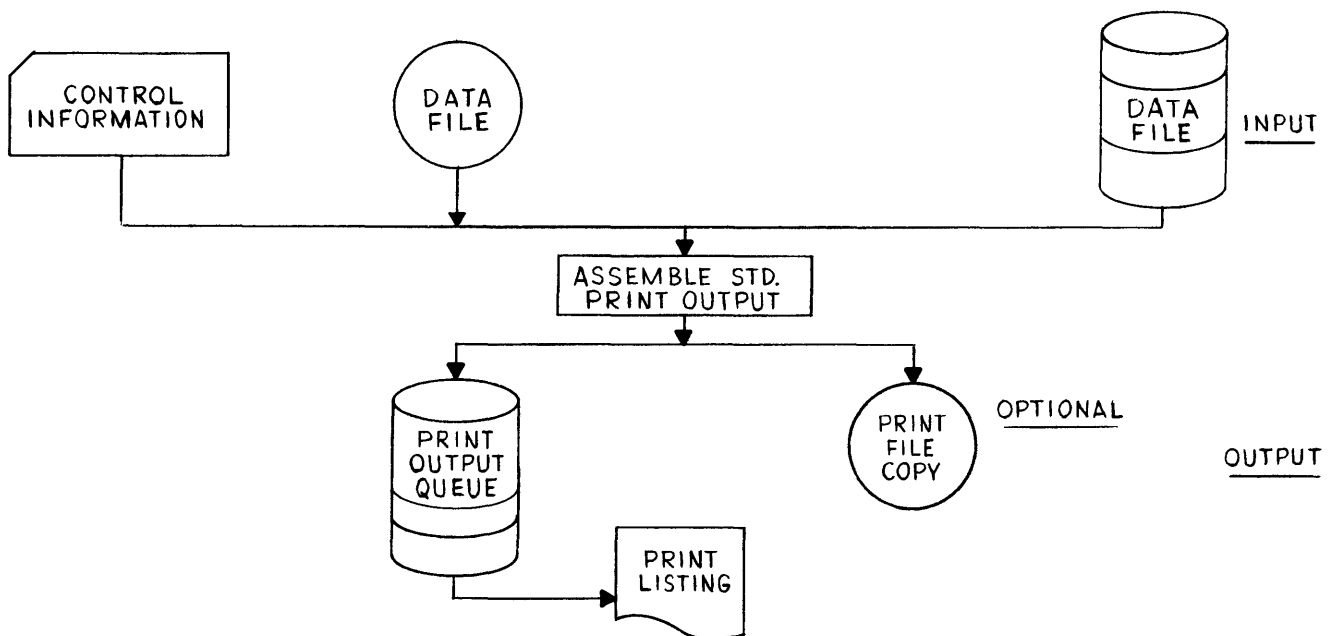 CONTROL
INFORMATION
DATA
FILE
DATA
FILE
INPUT
ASSEMBLE STD.
PRINT OUTPUT
PRINT
OUTPUT
QUEUE
PRINT
FILE
COPY
OPTIONAL
OUTPUT
PRINT
LISTING